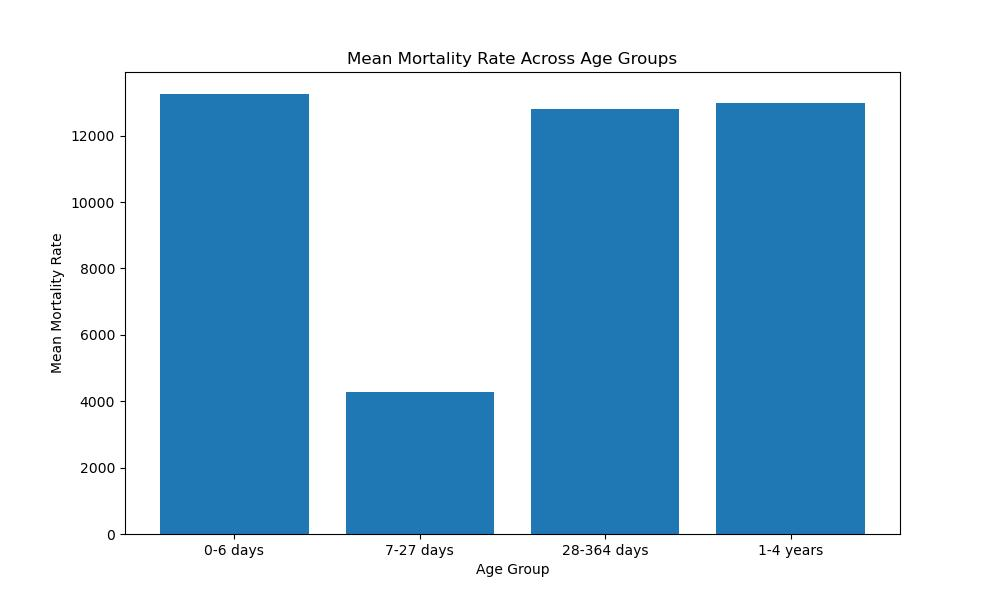 Mean Mortality Rate Across Age Groups
Mean Mortality Rate
12000
10000
8000
6000
4000
2000
0
0-6 days
7-27 days
28-364 days
1-4 years
Age Group